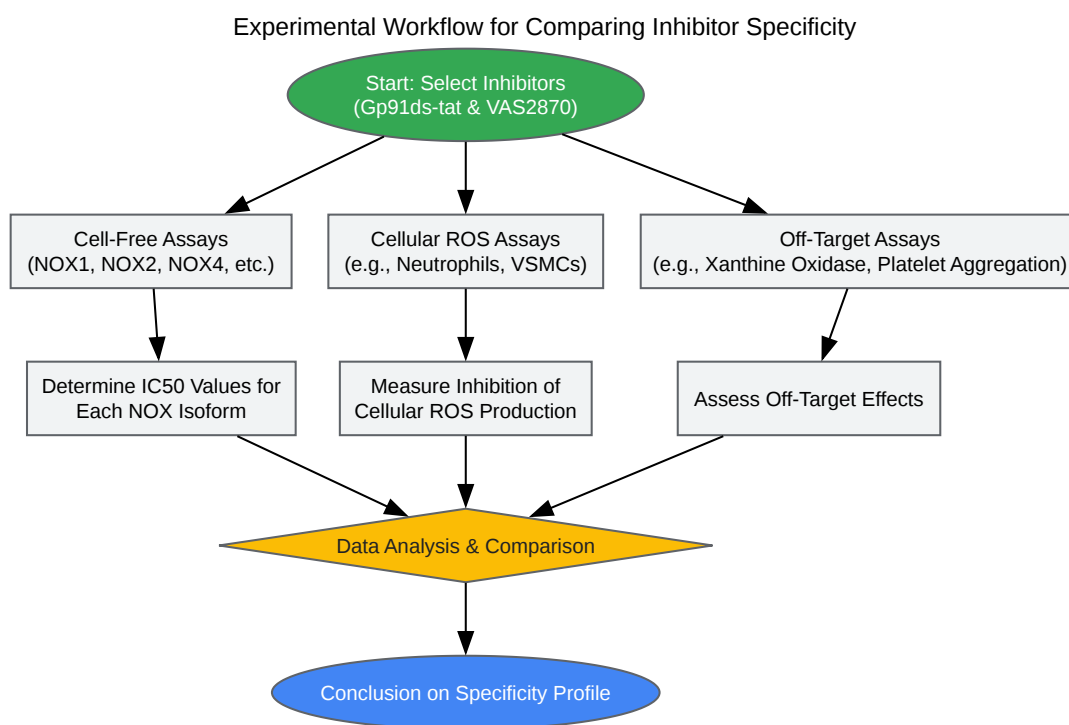 Experimental Workflow for Comparing Inhibitor Specificity
Start: Select Inhibitors
(Gp91ds-tat & VAS2870)
Cell-Free Assays
(NOX1, NOX2, NOX4, etc.)
Cellular ROS Assays
(e.g., Neutrophils, VSMCs)
Off-Target Assays
(e.g., Xanthine Oxidase, Platelet Aggregation)
Determine IC50 Values for
Each NOX Isoform
Measure Inhibition of
Cellular ROS Production
Assess Off-Target Effects
Data Analysis & Comparison
Conclusion on Specificity Profile